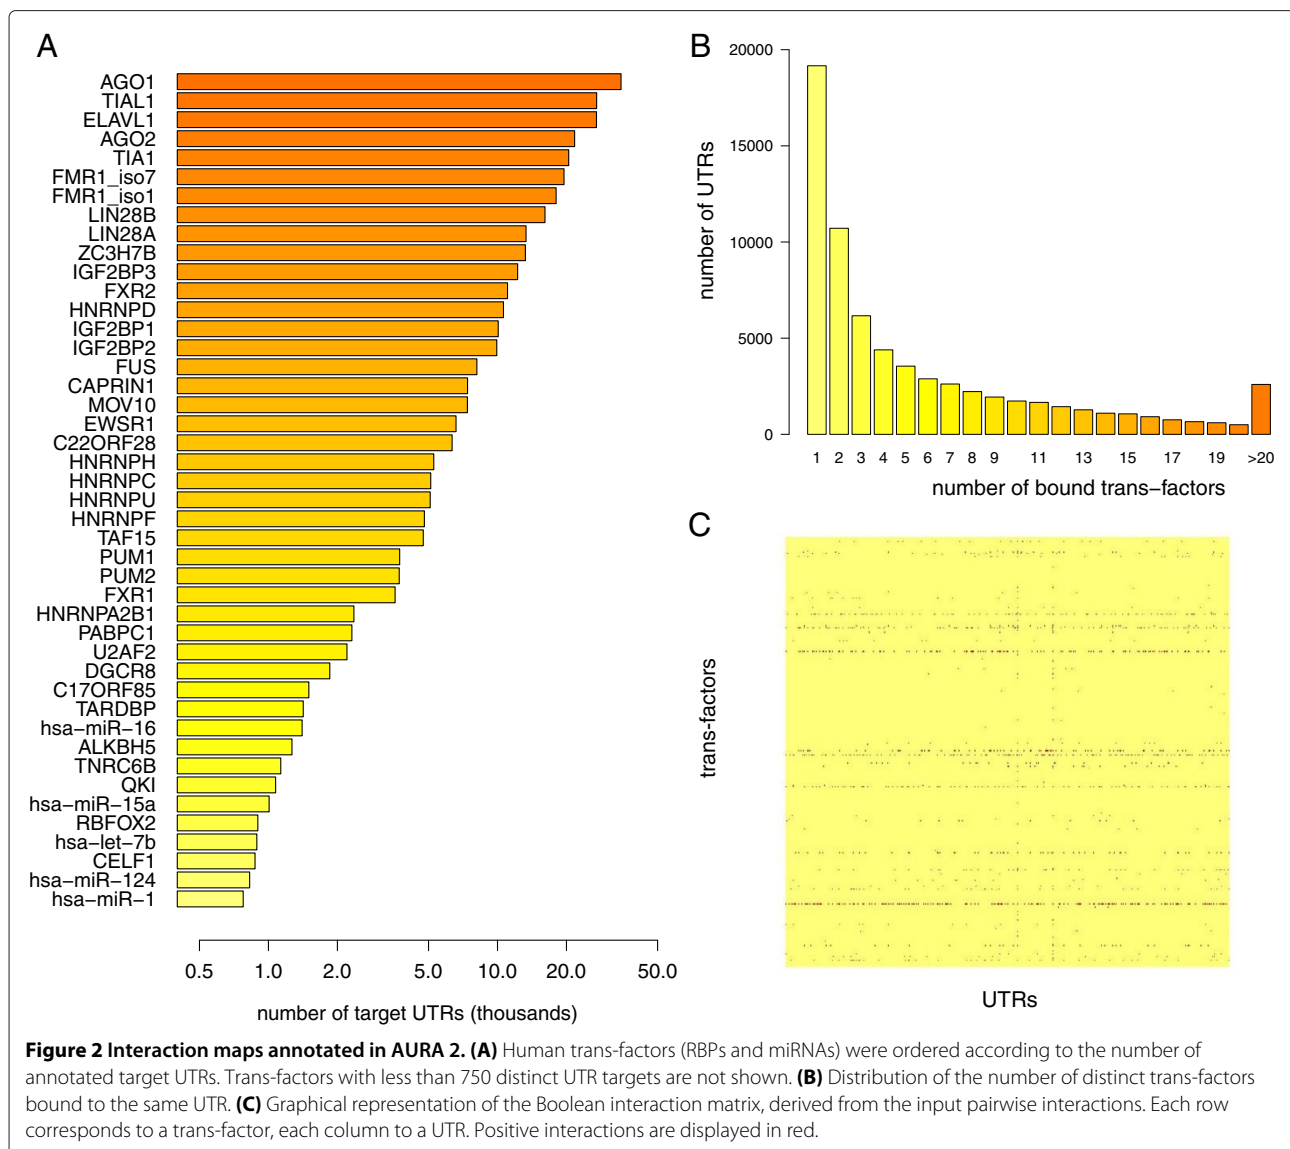 A
AGO1
TIAL1
ELAVL1
AGO2
TIA1
FMR1_iso7
FMR1_iso1
LIN28B
LIN28A
ZC3H7B
IGF2BP3
FXR2
HNRNPD
IGF2BP1
IGF2BP2
FUS
CAPRIN1
MOV10
EWSR1
C22ORF28
HNRNPH
HNRNPC
HNRNPU
HNRNPF
TAF15
PUM1
PUM2
FXR1
HNRNPA2B1
PABPC1
U2AF2
DGCR8
C17ORF85
TARDBP
hsa−miR−16
ALKBH5
TNRC6B
QKI
hsa−miR−15a
RBFOX2
hsa−let−7b
CELF1
hsa−miR−124
hsa−miR−1
0.5 1.0 2.0 5.0 10.0 20.0 50.0
number of target UTRs (thousands)
B
number of UTRs
20000
15000
10000
5000
0
1 2 3 4 5 6 7 8 9 11 13 15 17 19 >20
number of bound trans−factors
C
trans-factors
UTRs
Figure 2 Interaction maps annotated in AURA 2. (A) Human trans-factors (RBPs and miRNAs) were ordered according to the number of
annotated target UTRs. Trans-factors with less than 750 distinct UTR targets are not shown. (B) Distribution of the number of distinct trans-factors
bound to the same UTR. (C) Graphical representation of the Boolean interaction matrix, derived from the input pairwise interactions. Each row
corresponds to a trans-factor, each column to a UTR. Positive interactions are displayed in red.